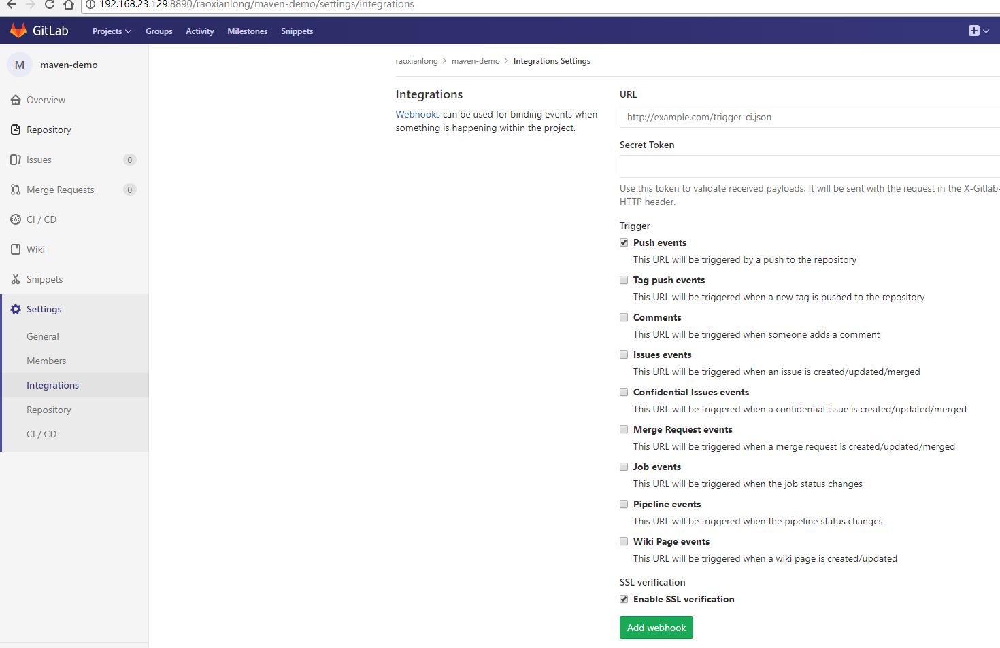 192.168.23.129:8890/raoxianlong/maven-demo/settings/integrations
GitLab Projects Groups Activity Milestones Snippets
M maven-demo
Overview
Repository
Issues 0
Merge Requests 0
CI / CD
Wiki
Snippets
Settings
General
Members
Integrations
Repository
CI / CD
raoxianlong > maven-demo > Integrations Settings
Integrations
Webhooks can be used for binding events when
something is happening within the project.
URL
http://example.com/trigger-ci.json
Secret Token
Use this token to validate received payloads. It will be sent with the request in the X-Gitlab-
HTTP header.
Trigger
Push events
This URL will be triggered by a push to the repository
Tag push events
This URL will be triggered when a new tag is pushed to the repository
Comments
This URL will be triggered when someone adds a comment
Issues events
This URL will be triggered when an issue is created/updated/merged
Confidential Issues events
This URL will be triggered when a confidential issue is created/updated/merged
Merge Request events
This URL will be triggered when a merge request is created/updated/merged
Job events
This URL will be triggered when the job status changes
Pipeline events
This URL will be triggered when the pipeline status changes
Wiki Page events
This URL will be triggered when a wiki page is created/updated
SSL verification
Enable SSL verification
Add webhook